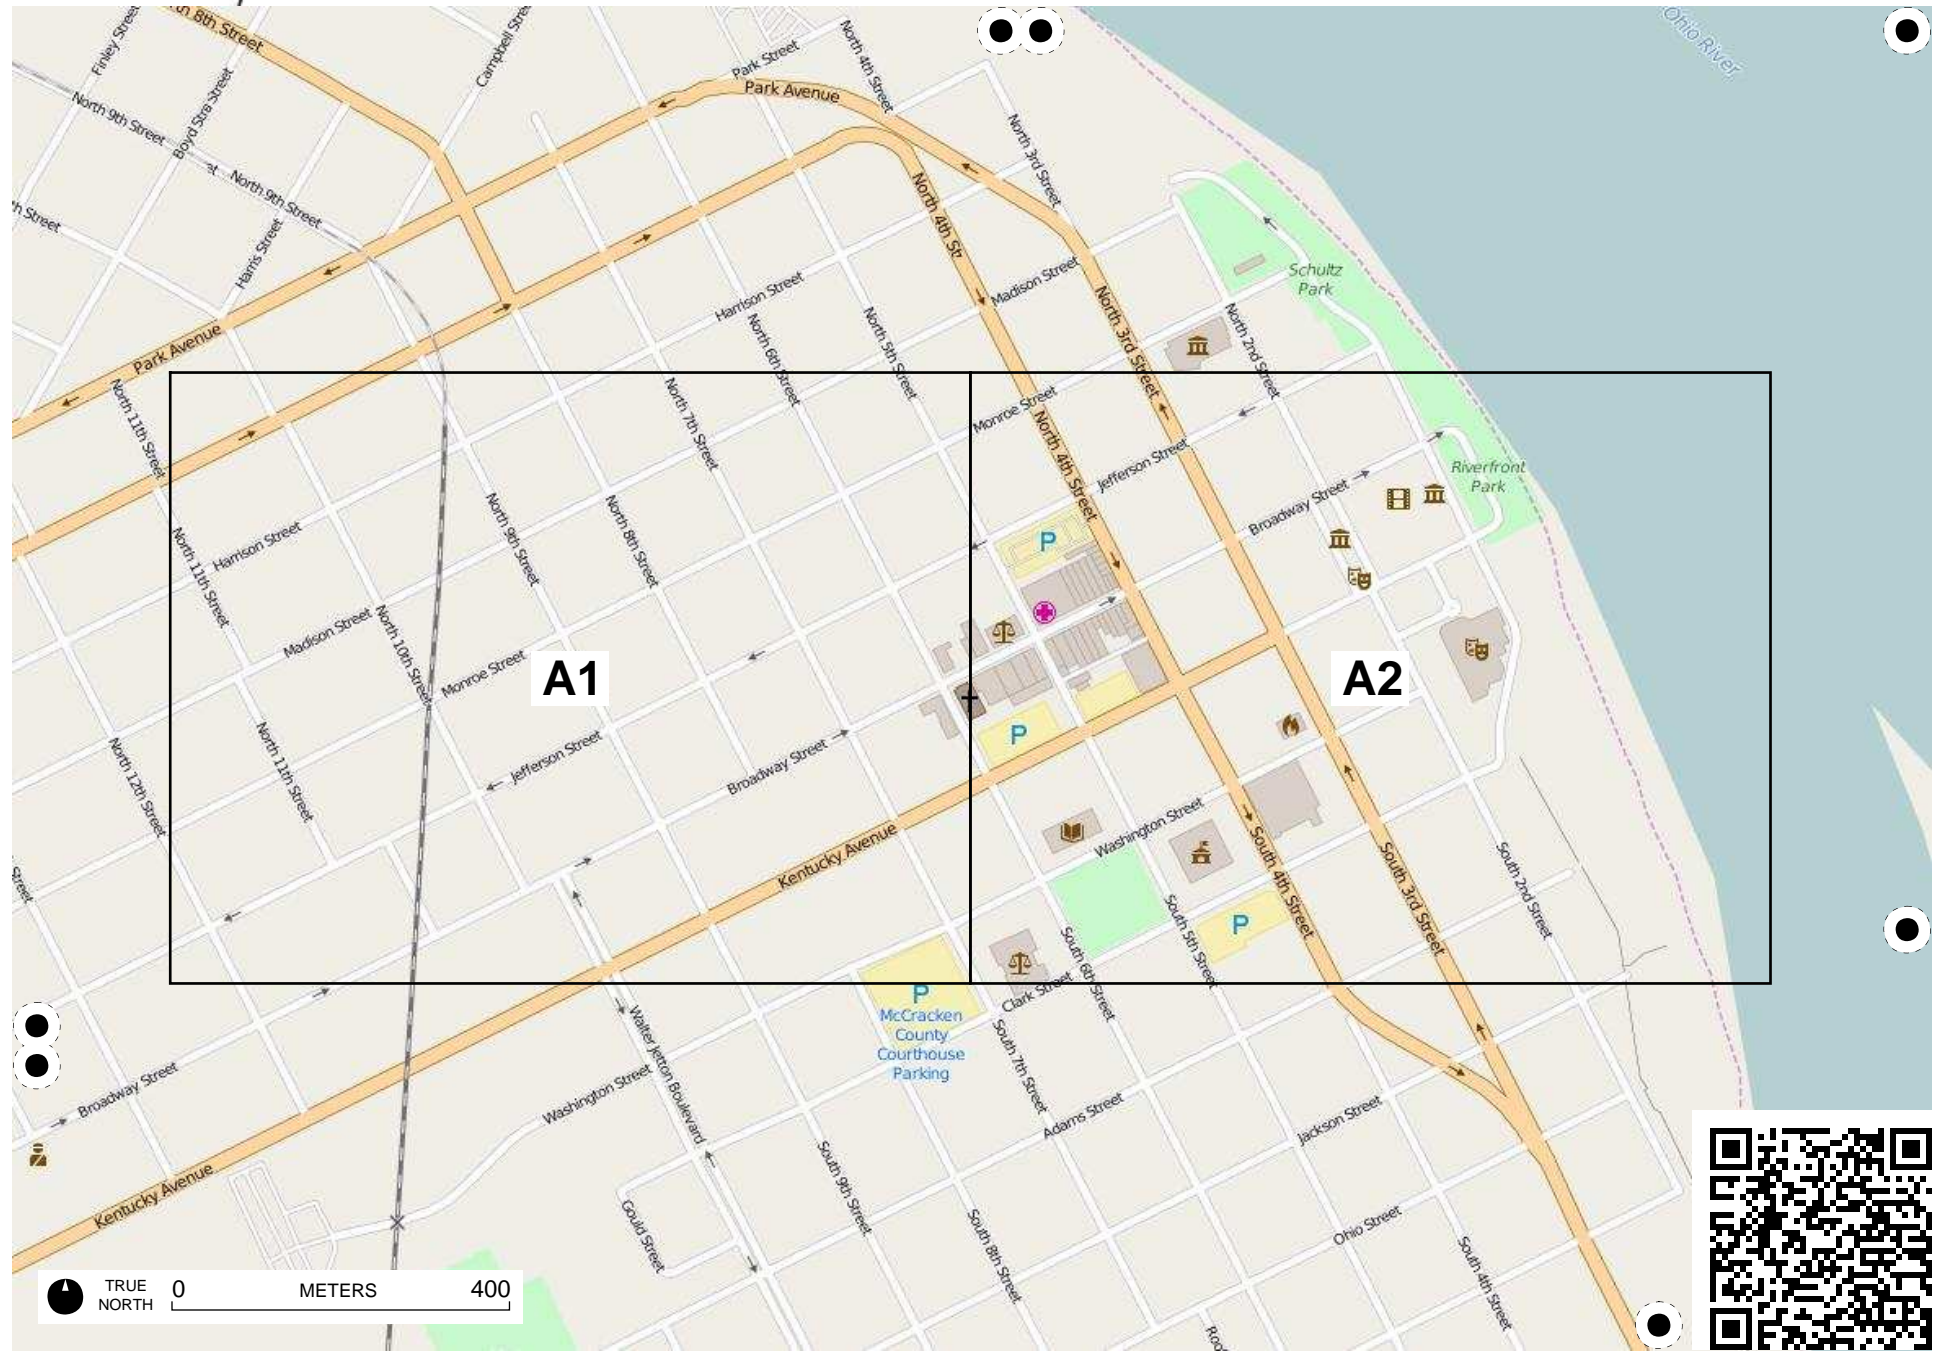 Finley Street
th 8th Street
Campbell Stre
Park Street
North 4th Street
Ohio River
North 9th Street
Boyd Stra Street
Park Avenue
North 3rd Street
et
North 9th Street
North 4th Str
th Street
Harris Street
Schultz
Park
Madison Street
Harrison Street
North 3rd Street
North 2nd Street
North 5th Street
North 6th Street
Park Avenue
North 11th Street
North 7th Street
Monroe Street
North 4th Street
Jefferson Street
Riverfront
Park
Broadway Street
North 9th Street
North 8th Street
Harrison Street
North 11th Street
P
Madison Street
North 10th Street
Monroe Street
A1
A2
P
North 12th Street
North 11th Street
Jefferson Street
Broadway Street
Washington Street
Kentucky Avenue
South 4th Street
South 3rd Street
South 2nd Street
Street
South 5th Street
P
South 6th Street
Clark Street
P
McCracken
County
Courthouse
Parking
Walter Jetton Boulevard
South 7th Street
Broadway Street
Washington Street
Adams Street
Jackson Street
Kentucky Avenue
South 9th Street
Gould Street
South 8th Street
Ohio Street
South 4th Street
TRUE
NORTH
0 METERS 400